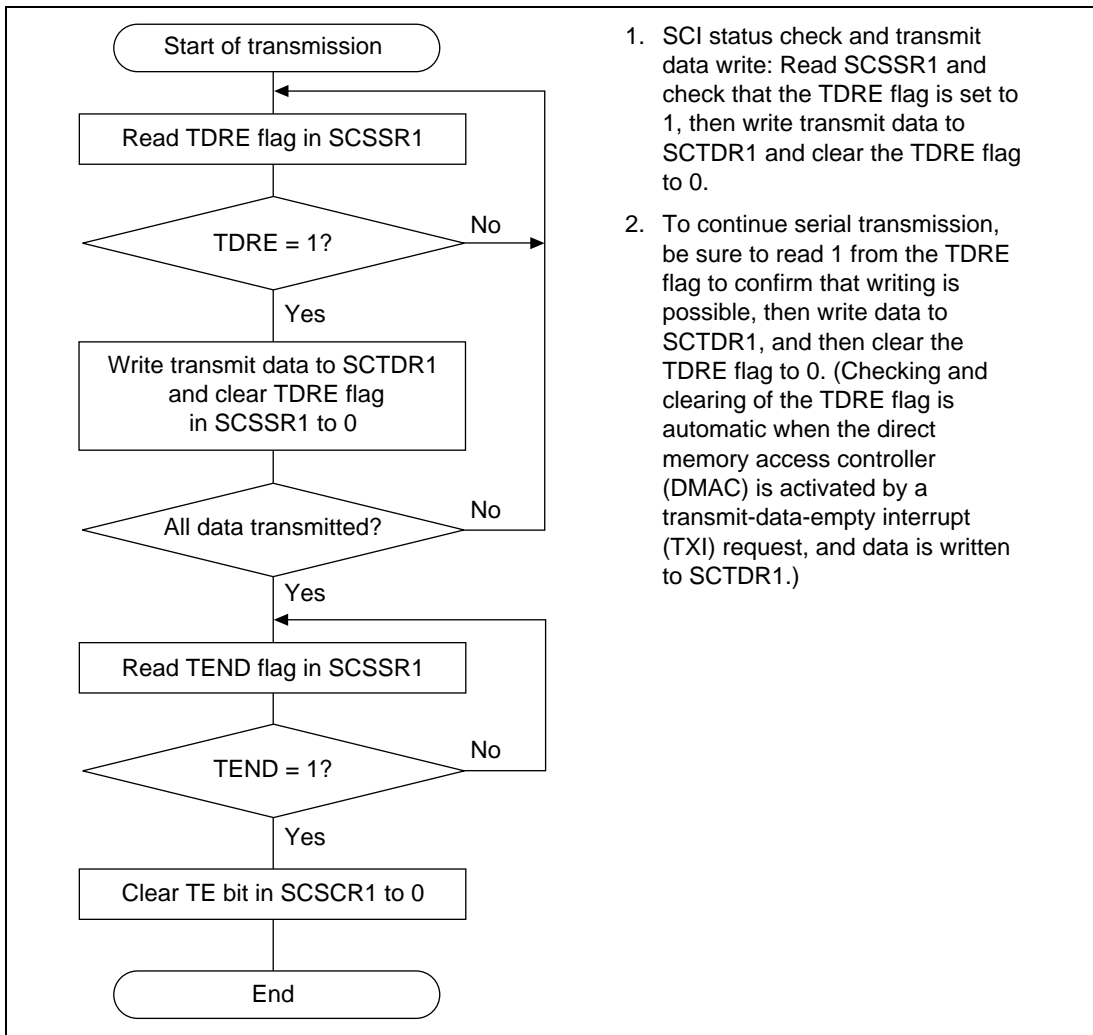 Start of transmission
Read TDRE flag in SCSSR1
TDRE = 1?
No
Yes
Write transmit data to SCTDR1
and clear TDRE flag
in SCSSR1 to 0
All data transmitted?
No
Yes
Read TEND flag in SCSSR1
TEND = 1?
No
Yes
Clear TE bit in SCSCR1 to 0
End
1. SCI status check and transmit
data write: Read SCSSR1 and
check that the TDRE flag is set to
1, then write transmit data to
SCTDR1 and clear the TDRE flag
to 0.
2. To continue serial transmission,
be sure to read 1 from the TDRE
flag to confirm that writing is
possible, then write data to
SCTDR1, and then clear the
TDRE flag to 0. (Checking and
clearing of the TDRE flag is
automatic when the direct
memory access controller
(DMAC) is activated by a
transmit-data-empty interrupt
(TXI) request, and data is written
to SCTDR1.)